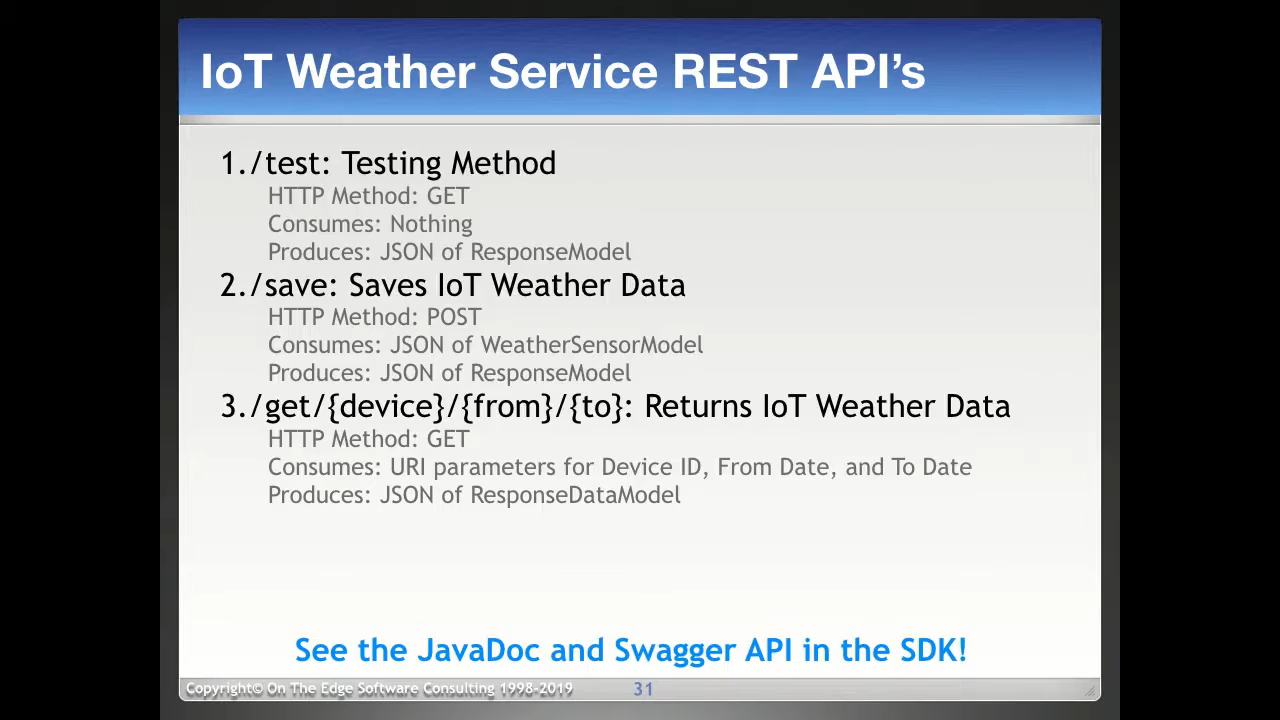 IoT Weather Service REST API's
1./test: Testing Method
HTTP Method: GET
Consumes: Nothing
Produces: JSON of ResponseModel
2./save: Saves IoT Weather Data
HTTP Method: POST
Consumes: JSON of WeatherSensorModel
Produces: JSON of ResponseModel
3./get/{device}/{from}/{to}: Returns IoT Weather Data
HTTP Method: GET
Consumes: URI parameters for Device ID, From Date, and To Date
Produces: JSON of ResponseDataModel
See the JavaDoc and Swagger API in the SDK!
Copyright© On The Edge Software Consulting 1998-2019
31